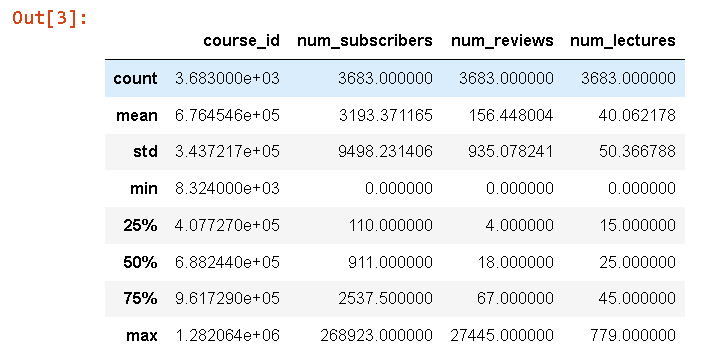 Out[3]:
course_id num_subscribers num_reviews num_lectures
count 3.683000e+03 3683.000000 3683.000000 3683.000000
mean 6.764546e+05 3193.371165 156.448004 40.062178
std 3.437217e+05 9498.231406 935.078241 50.366788
min 8.324000e+03 0.000000 0.000000 0.000000
25% 4.077270e+05 110.000000 4.000000 15.000000
50% 6.882440e+05 911.000000 18.000000 25.000000
75% 9.617290e+05 2537.500000 67.000000 45.000000
max 1.282064e+06 268923.000000 27445.000000 779.000000